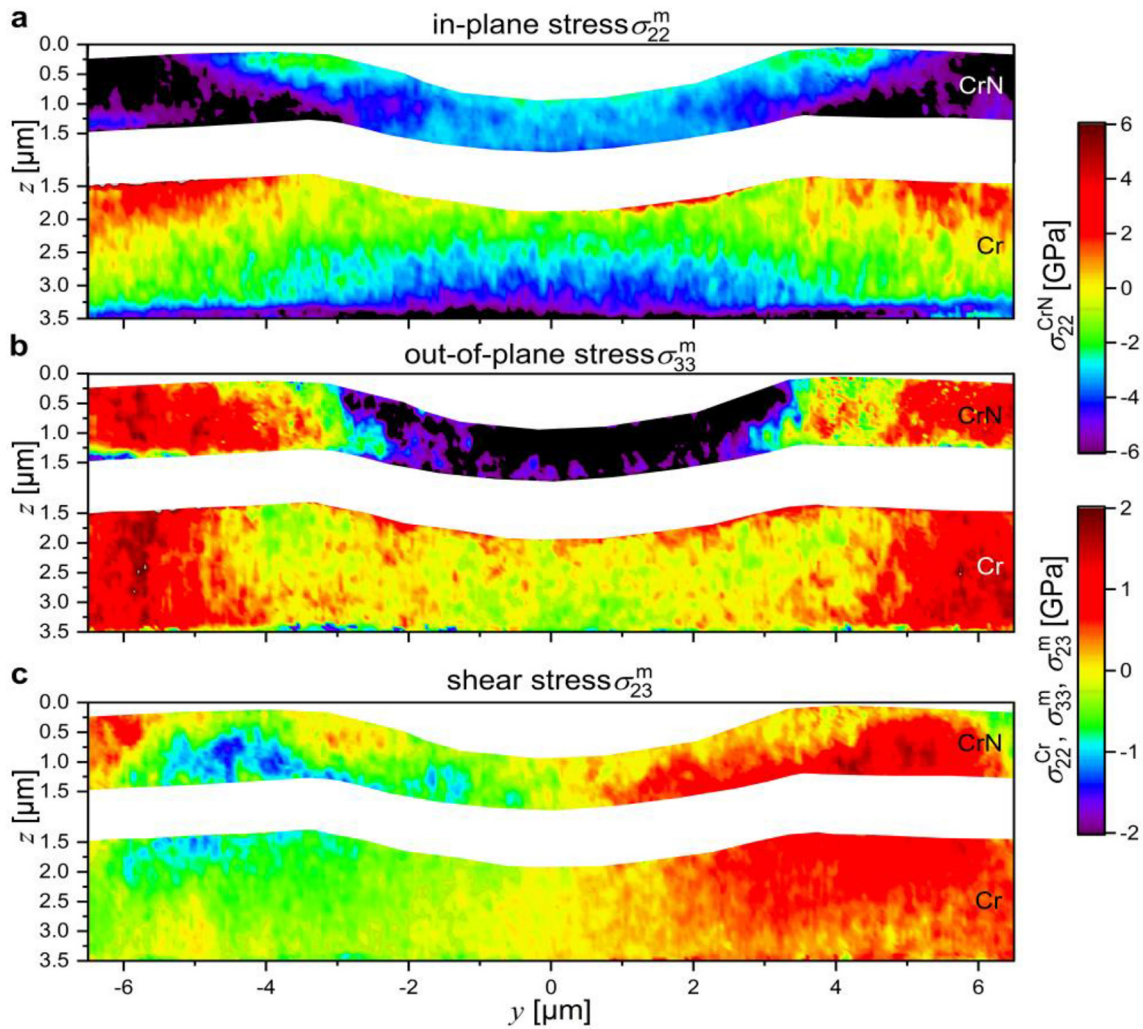 a in-plane stress σ₂₂ᵐ
0.0
0.5
1.0
1.5
CrN
z [µm]
1.5
2.0
2.5
3.0
3.5
Cr
b out-of-plane stress σ₃₃ᵐ
0.0
0.5
1.0
1.5
CrN
z [µm]
1.5
2.0
2.5
3.0
3.5
Cr
c shear stress σ₂₃ᵐ
0.0
0.5
1.0
1.5
CrN
z [µm]
1.5
2.0
2.5
3.0
3.5
Cr
-6 -4 -2 0 2 4 6
y [µm]
6
4
2
0
-2
-4
-6
σ₂₂ᶜʳᴺ [GPa]
2
1
0
-1
-2
σ₂₂ᶜʳ, σ₃₃ᵐ, σ₂₃ᵐ [GPa]